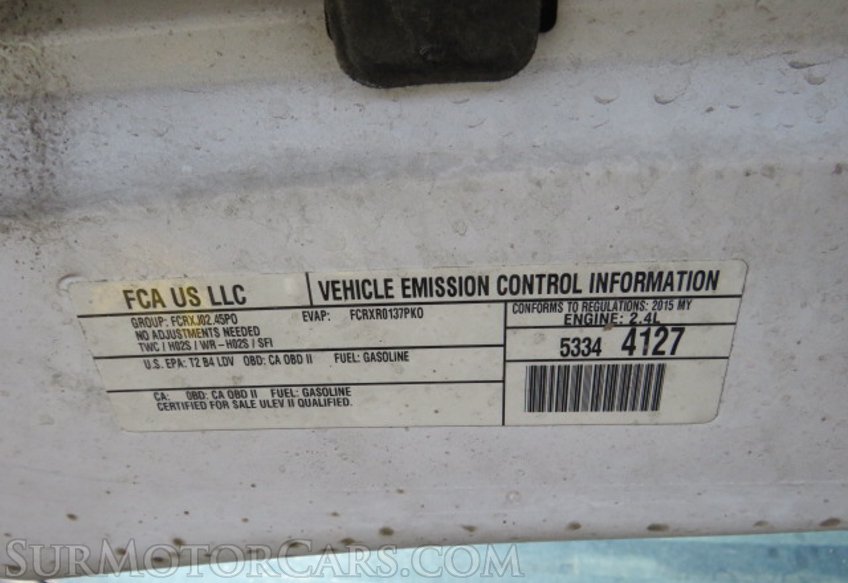 FCA US LLC
VEHICLE EMISSION CONTROL INFORMATION
GROUP: FCRXJ02.45P0 EVAP: FCRXR0137PK0
NO ADJUSTMENTS NEEDED
TWC / HO2S / WR-HO2S / SFI
U.S. EPA: T2 B4 LDV OBD: CA OBD II FUEL: GASOLINE
CA: OBD: CA OBD II FUEL: GASOLINE
CERTIFIED FOR SALE ULEV II QUALIFIED.
CONFORMS TO REGULATIONS: 2015 MY
ENGINE: 2.4L
5334 4127
SurMotorCars.com